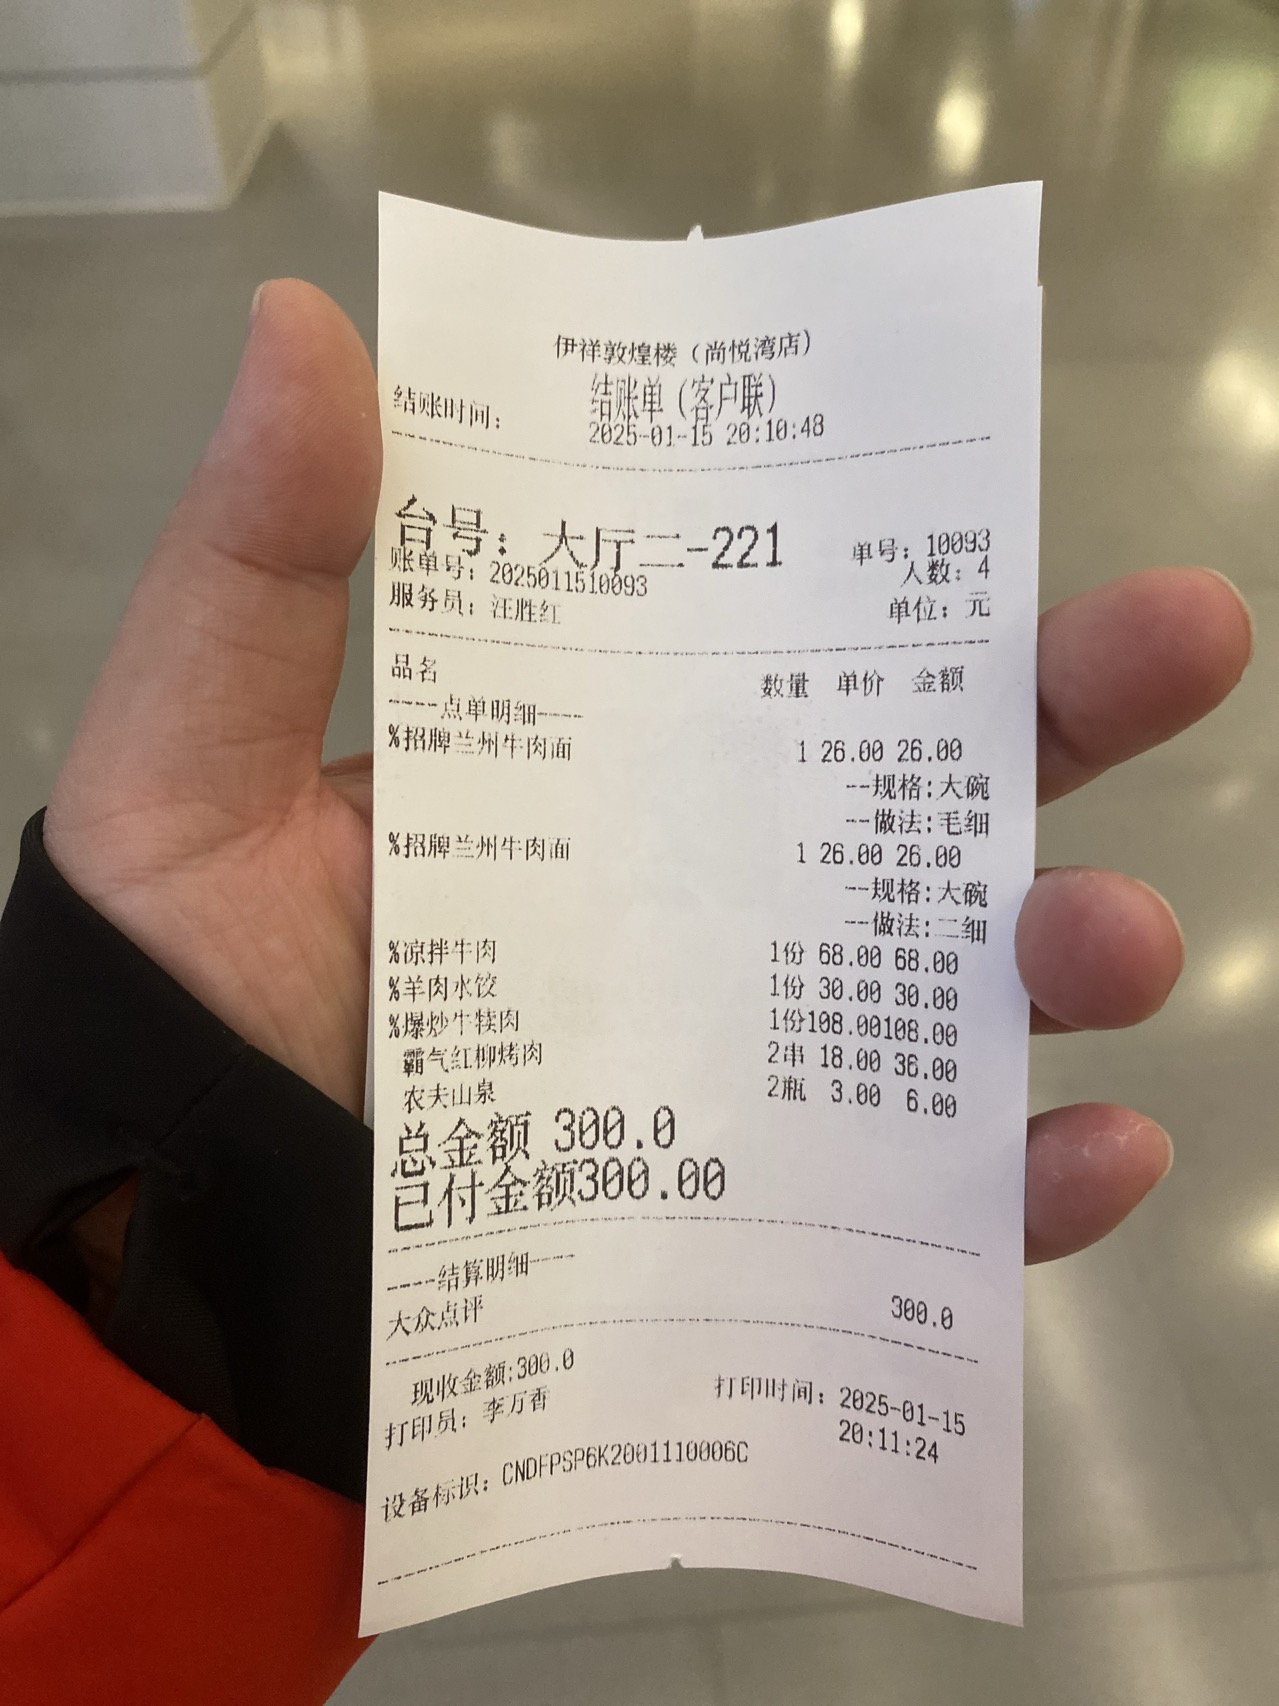 伊祥敦煌楼（尚悦湾店）
结账单（客户联）
结账时间： 2025-01-15 20:10:48
台号：大厅二-221 单号：10093
账单号：2025011510093 人数：4
服务员：汪胜红 单位：元
品名 数量 单价 金额
----点单明细----
%招牌兰州牛肉面 1 26.00 26.00
--规格:大碗
--做法:毛细
%招牌兰州牛肉面 1 26.00 26.00
--规格:大碗
--做法:二细
%凉拌牛肉 1份 68.00 68.00
%羊肉水饺 1份 30.00 30.00
%爆炒牛犊肉 1份108.00108.00
霸气红柳烤肉 2串 18.00 36.00
农夫山泉 2瓶 3.00 6.00
总金额 300.0
已付金额300.00
----结算明细----
大众点评 300.0
现收金额:300.0
打印员：李万香 打印时间：2025-01-15
20:11:24
设备标识：CNDFPSP6K2001110006C